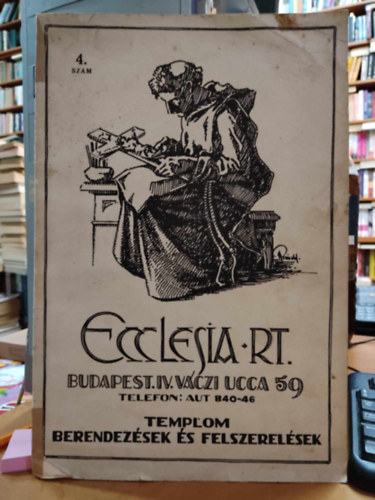 4.
SZÁM
ECCLESIA·RT.
BUDAPEST.IV.VÁCZI UCCA 59
TELEFON: AUT 840-46
TEMPLOM
BERENDEZÉSEK ÉS FELSZERELÉSEK